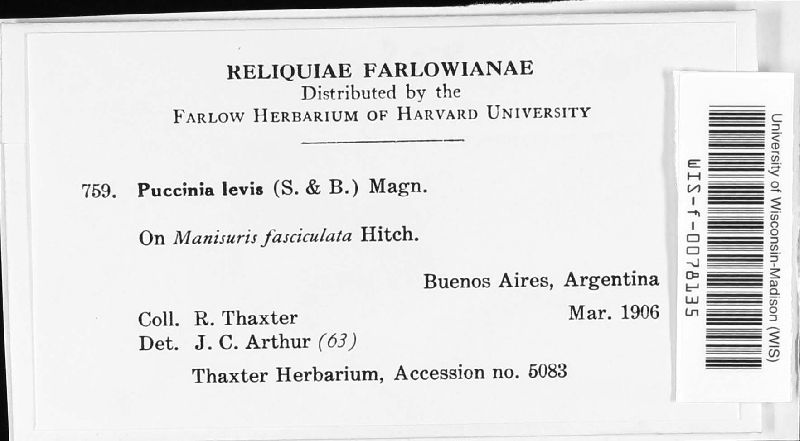 RELIQUIAE FARLOWIANAE
Distributed by the
FARLOW HERBARIUM OF HARVARD UNIVERSITY
759. Puccinia levis (S. & B.) Magn.
On Manisuris fasciculata Hitch.
Buenos Aires, Argentina
Coll. R. Thaxter Mar. 1906
Det. J. C. Arthur (63)
Thaxter Herbarium, Accession no. 5083
University of Wisconsin-Madison (WIS)
WIS-f-0078135